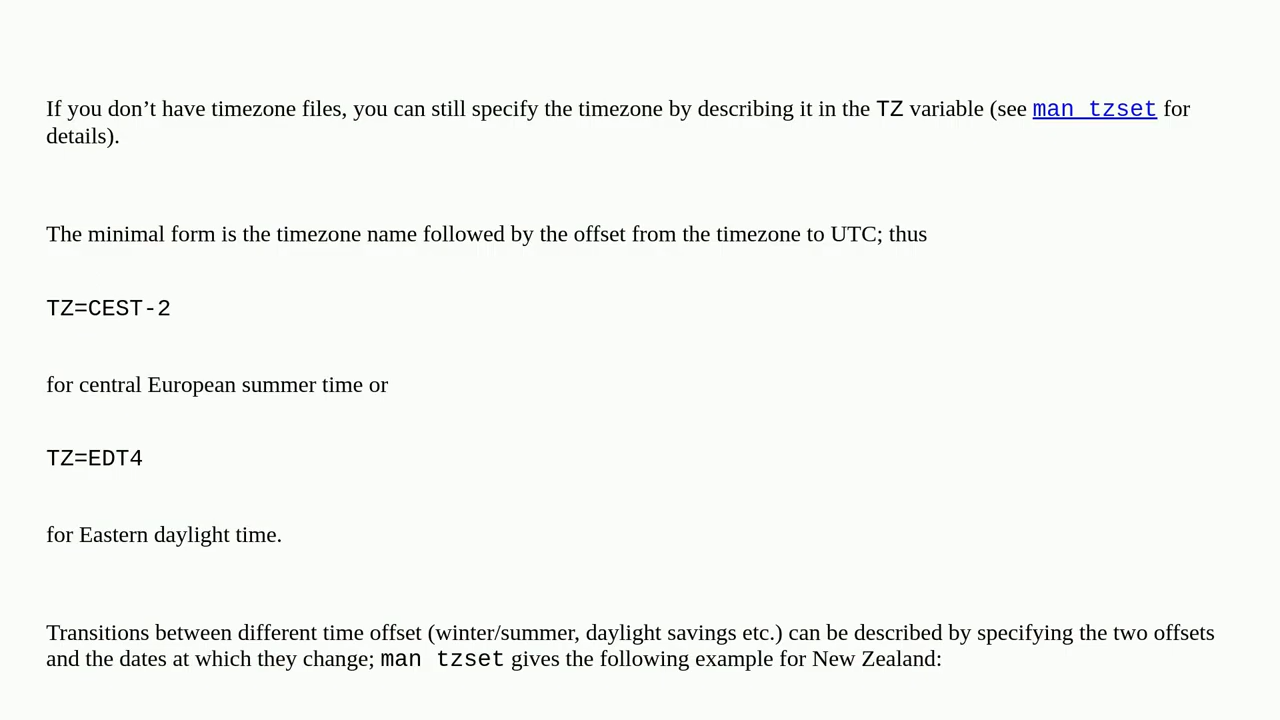 If you don’t have timezone files, you can still specify the timezone by describing it in the TZ variable (see man tzset for
details).
The minimal form is the timezone name followed by the offset from the timezone to UTC; thus
TZ=CEST-2
for central European summer time or
TZ=EDT4
for Eastern daylight time.
Transitions between different time offset (winter/summer, daylight savings etc.) can be described by specifying the two offsets
and the dates at which they change; man tzset gives the following example for New Zealand: